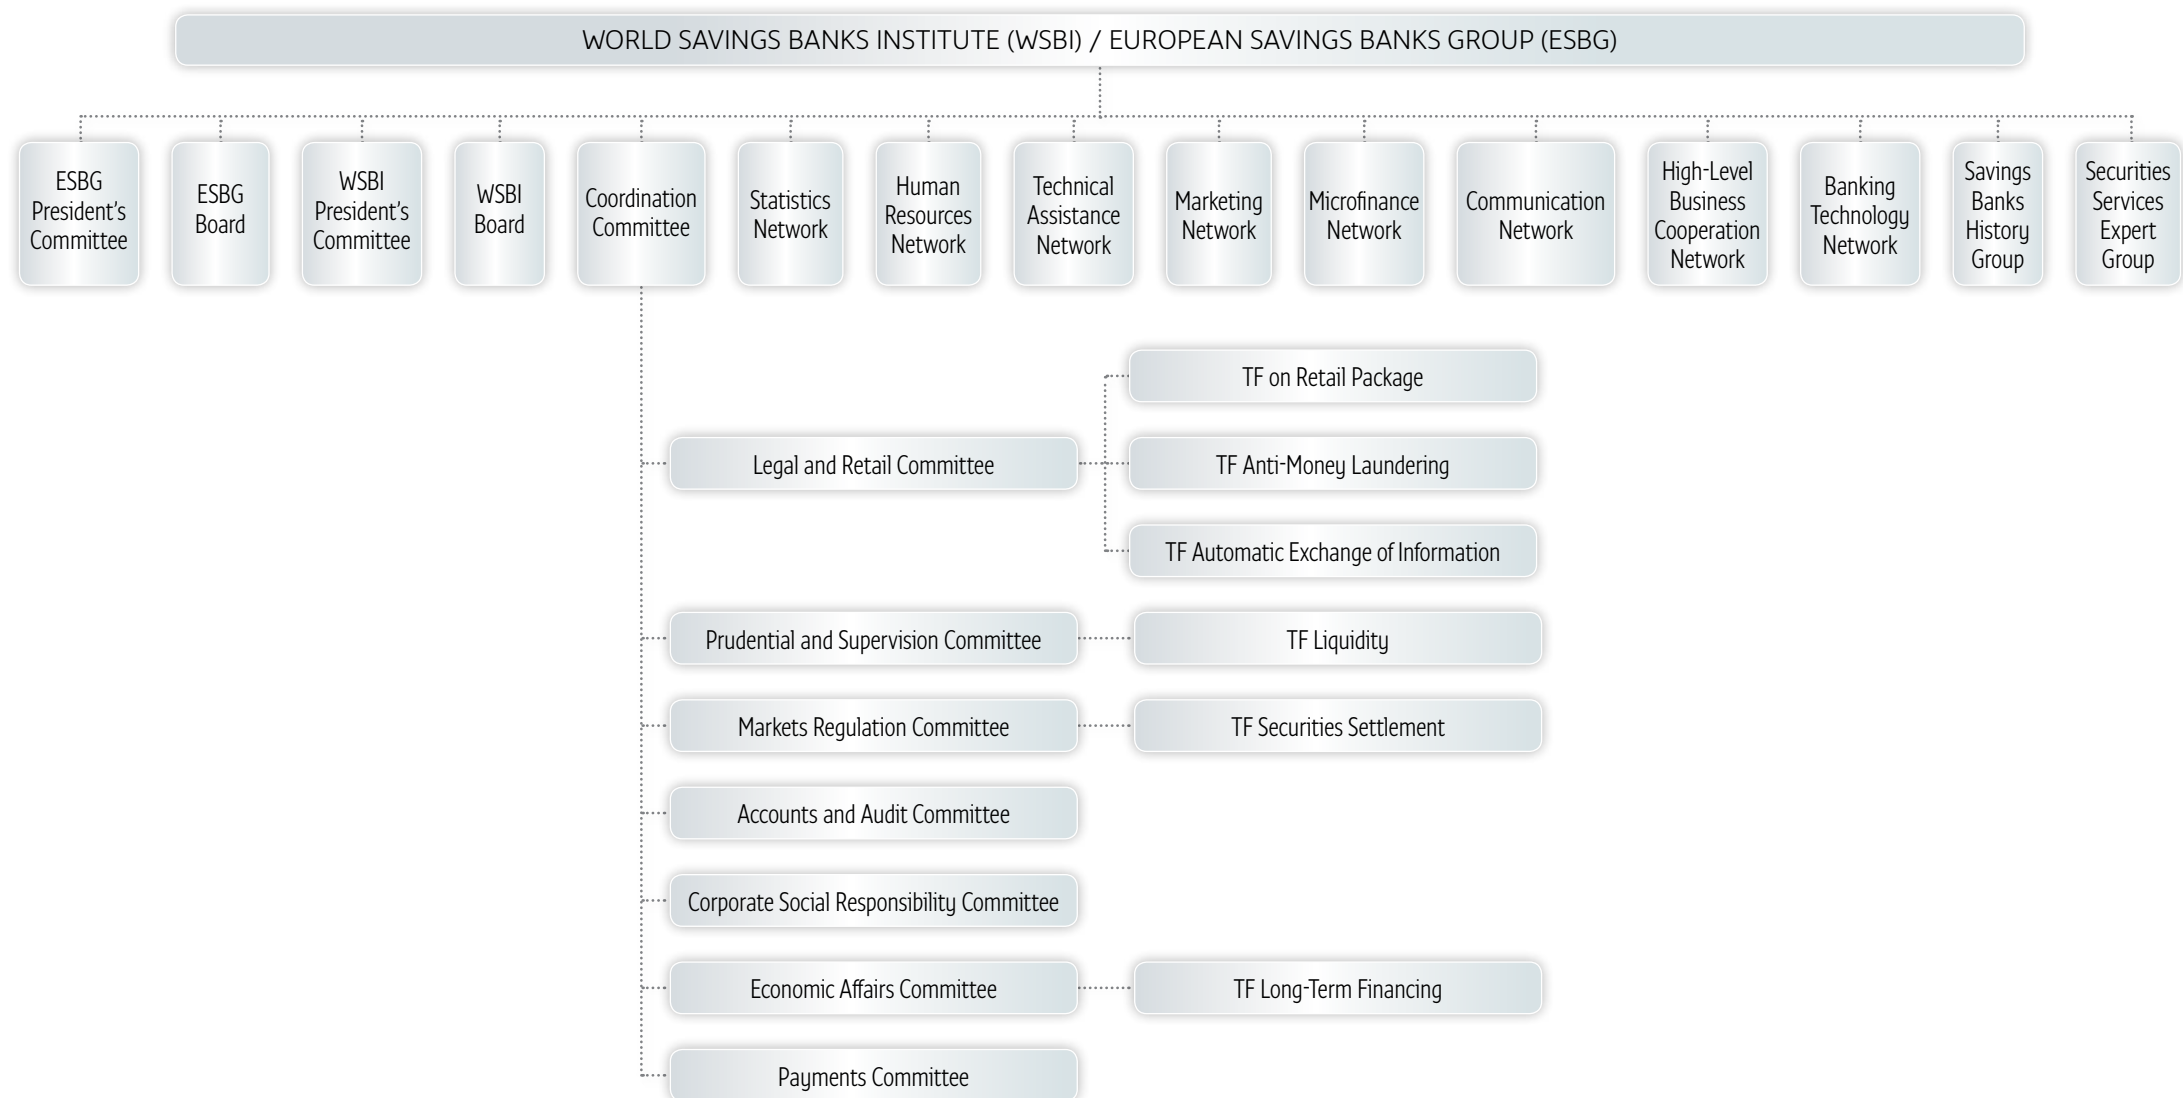 WORLD SAVINGS BANKS INSTITUTE (WSBI) / EUROPEAN SAVINGS BANKS GROUP (ESBG)
ESBG
President's
Committee
ESBG
Board
WSBI
President's
Committee
WSBI
Board
Coordination
Committee
Statistics
Network
Human
Resources
Network
Technical
Assistance
Network
Marketing
Network
Microfinance
Network
Communication
Network
High-Level
Business
Cooperation
Network
Banking
Technology
Network
Savings
Banks
History
Group
Securities
Services
Expert
Group
TF on Retail Package
Legal and Retail Committee
TF Anti-Money Laundering
TF Automatic Exchange of Information
Prudential and Supervision Committee
TF Liquidity
Markets Regulation Committee
TF Securities Settlement
Accounts and Audit Committee
Corporate Social Responsibility Committee
Economic Affairs Committee
TF Long-Term Financing
Payments Committee